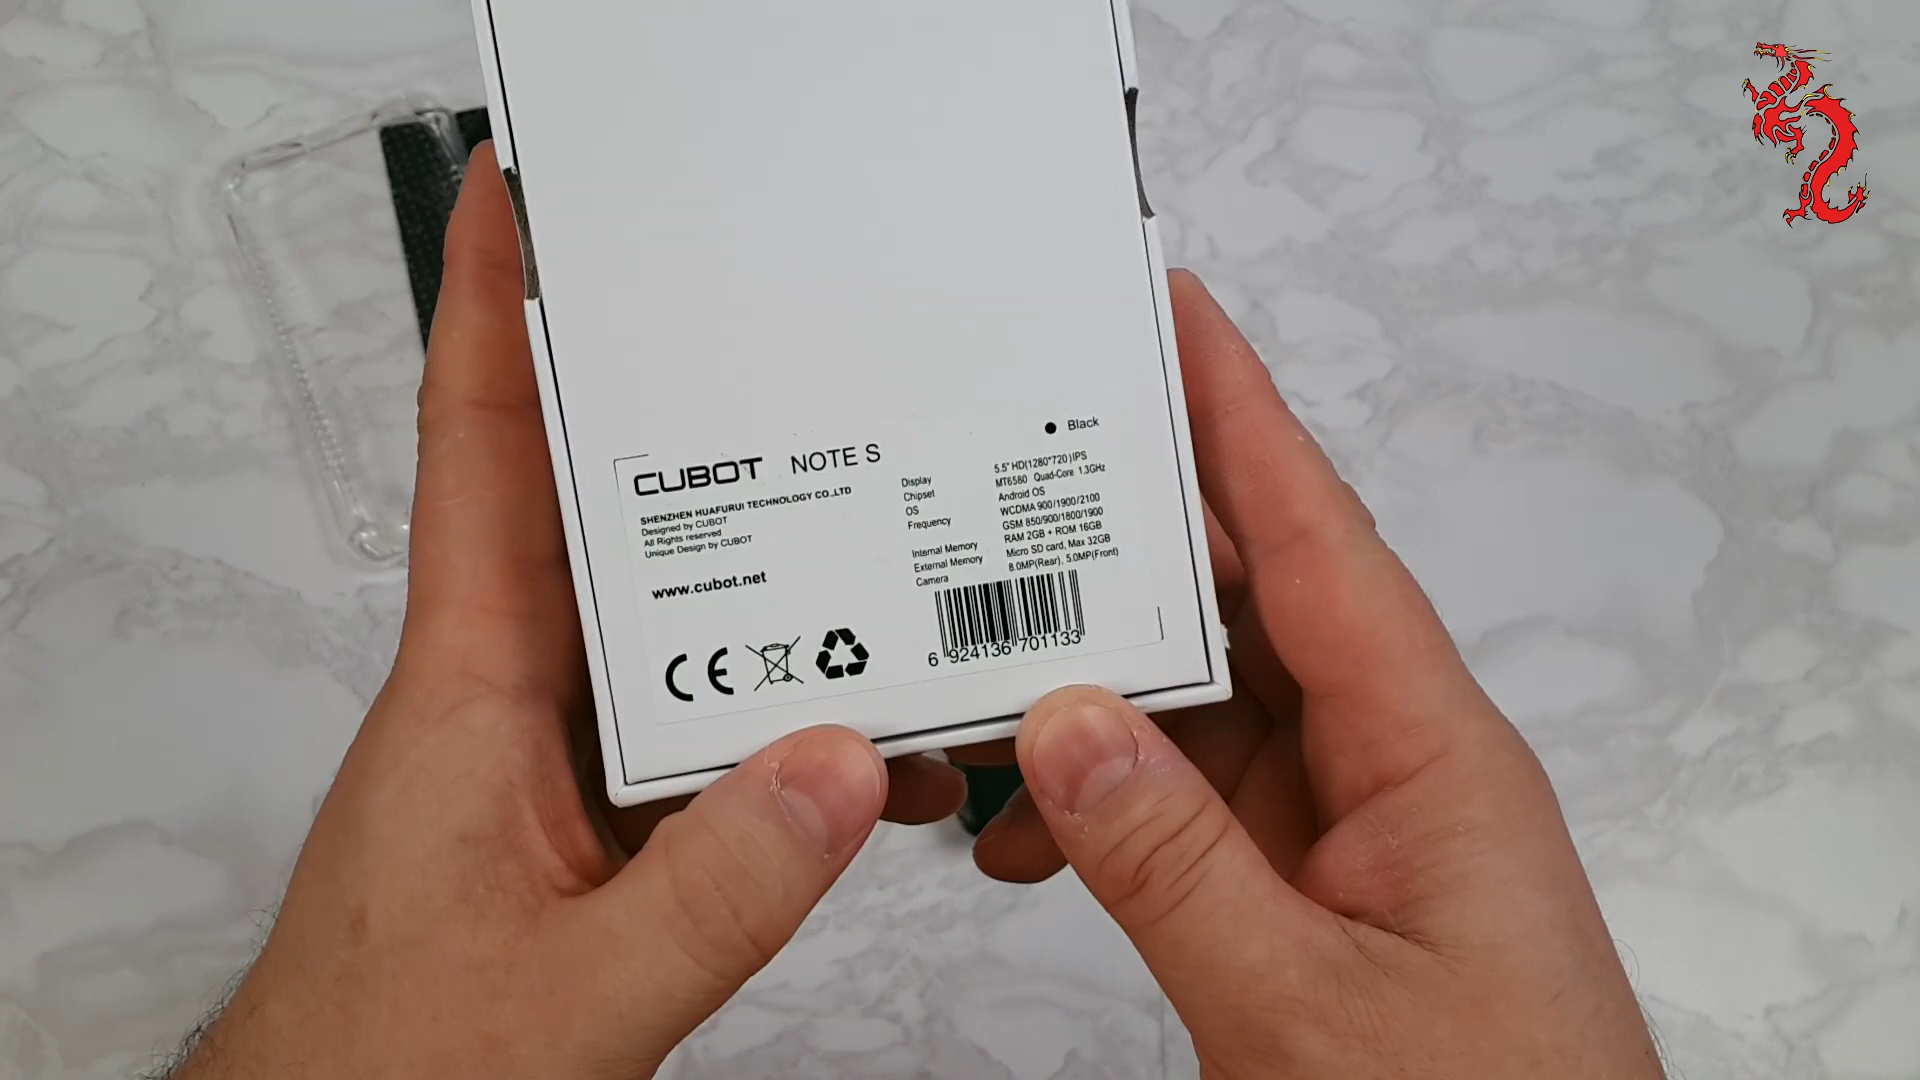 Black
CUBOT NOTE S
SHENZHEN HUAFURUI TECHNOLOGY CO.,LTD
Designed by CUBOT
All Rights reserved
Unique Design by CUBOT
www.cubot.net
Display 5.5" HD(1280*720)IPS
Chipset MT6580 Quad-Core 1.3GHz
OS Android OS
Frequency WCDMA 900/1900/2100
GSM 850/900/1800/1900
Internal Memory RAM 2GB + ROM 16GB
External Memory Micro SD card, Max 32GB
Camera 8.0MP(Rear), 5.0MP(Front)
CE
6 924136 701133